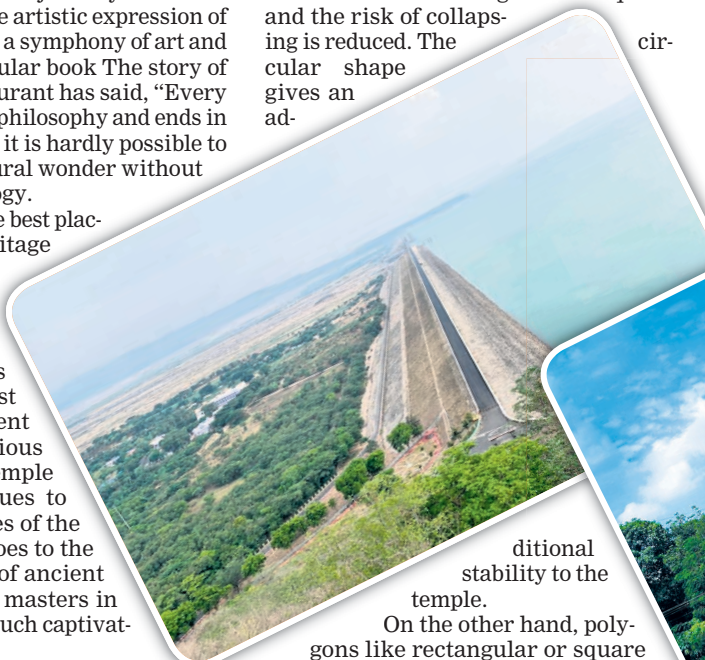 e artistic expression of
a symphony of art and
ular book The story of
urant has said, “Every
philosophy and ends in
it is hardly possible to
ural wonder without
gy.
e best plac-
itage
s
st
ent
ious
emple
ues to
es of the
oes to the
of ancient
masters in
uch captivat-
and the risk of collaps-
ing is reduced. The cir-
cular shape
gives an
ad-
ditional
stability to the
temple.
On the other hand, poly-
gons like rectangular or square